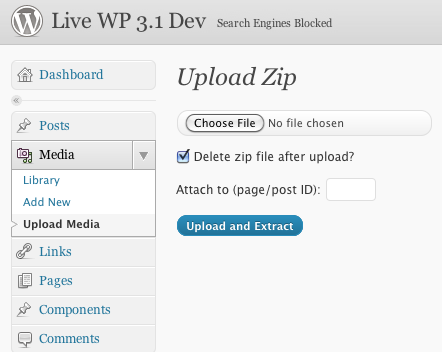 Live WP 3.1 Dev Search Engines Blocked
Dashboard
Posts
Media
Library
Add New
Upload Media
Links
Pages
Components
Comments
Upload Zip
Choose File No file chosen
Delete zip file after upload?
Attach to (page/post ID):
Upload and Extract